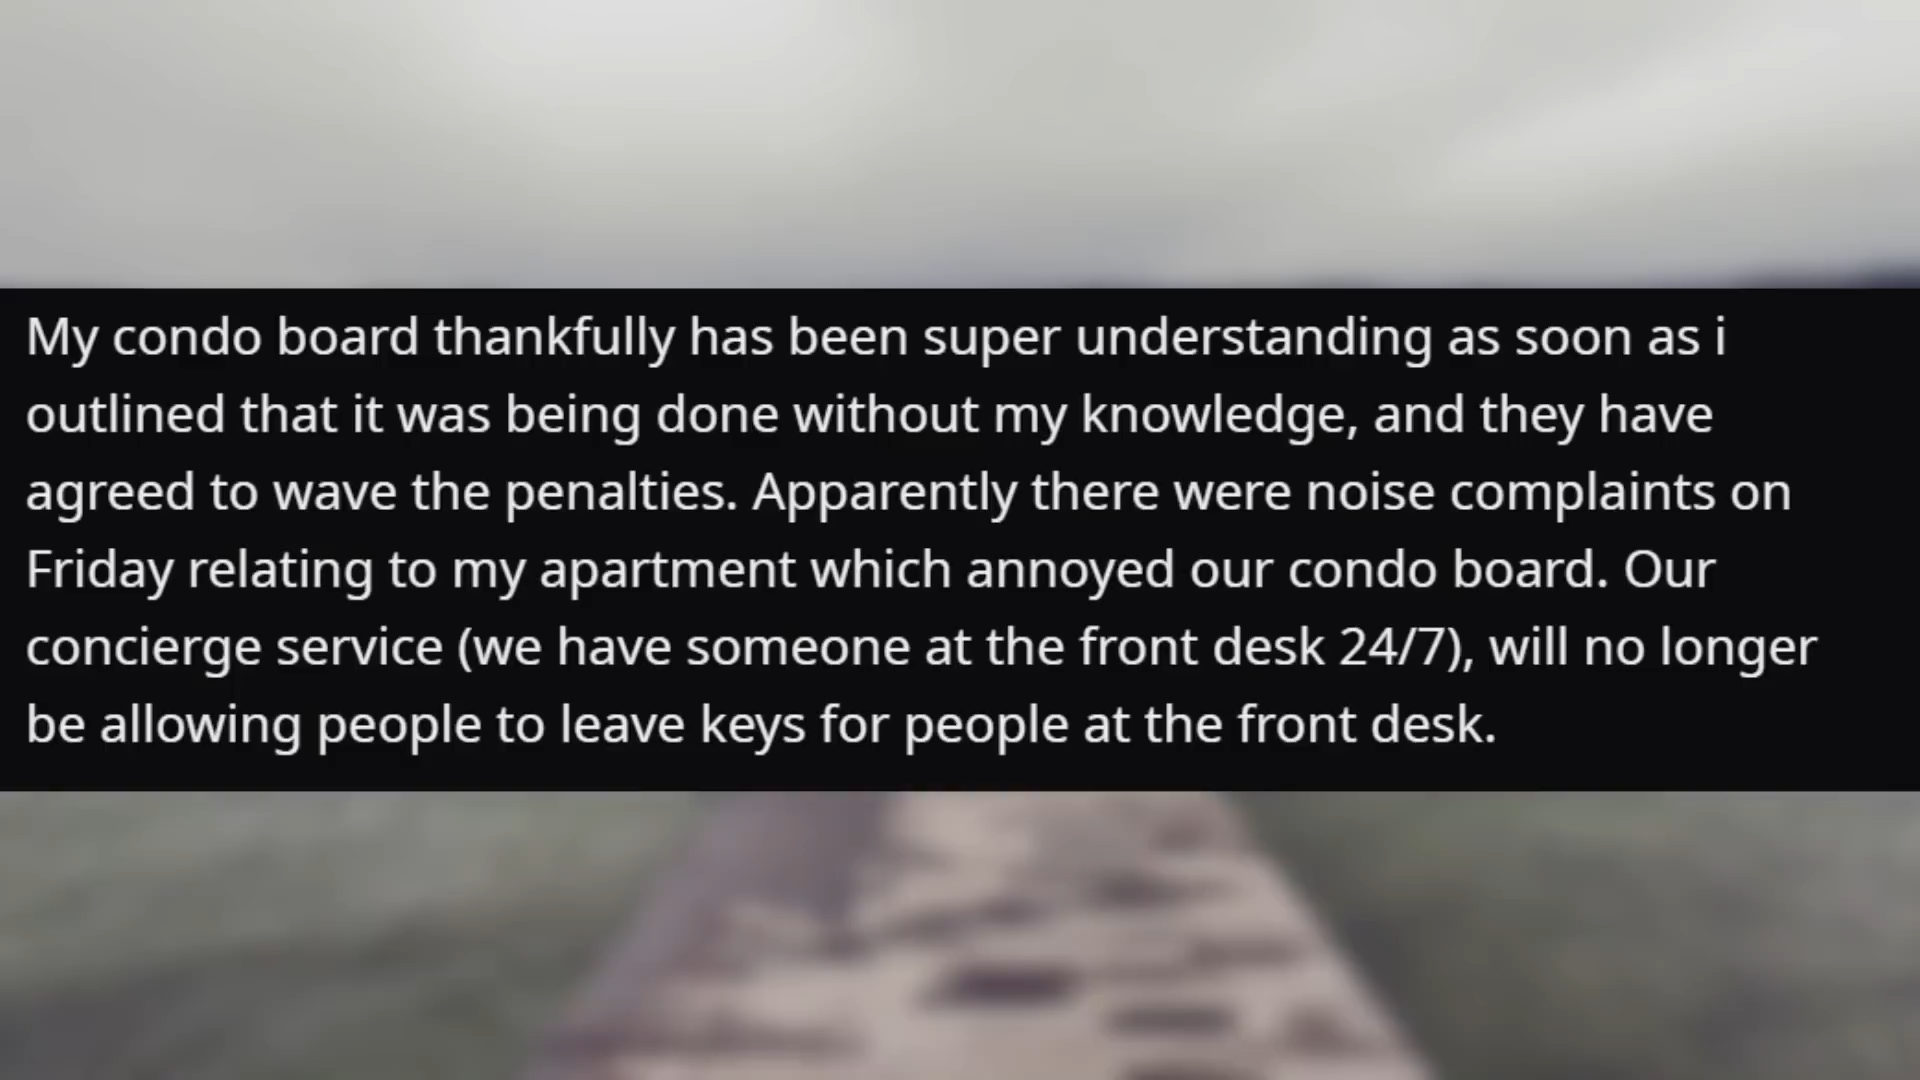 My condo board thankfully has been super understanding as soon as i
outlined that it was being done without my knowledge, and they have
agreed to wave the penalties. Apparently there were noise complaints on
Friday relating to my apartment which annoyed our condo board. Our
concierge service (we have someone at the front desk 24/7), will no longer
be allowing people to leave keys for people at the front desk.